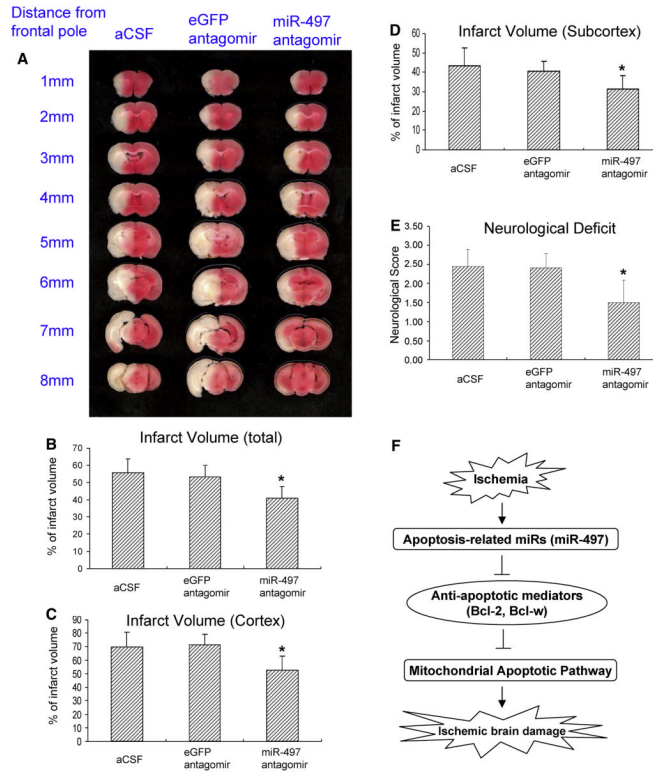 Distance from
frontal pole
aCSF
eGFP
antagomir
miR-497
antagomir
A
1mm
2mm
3mm
4mm
5mm
6mm
7mm
8mm
B
Infarct Volume (total)
% of infarct volume
70
60
50
40
30
20
10
0
*
aCSF
eGFP
antagomir
miR-497
antagomir
C
Infarct Volume (Cortex)
% of infarct volume
90
80
70
60
50
40
30
20
10
0
*
aCSF
eGFP
antagomir
miR-497
antagomir
D
Infarct Volume (Subcortex)
% of infarct volume
60
50
40
30
20
10
0
*
aCSF
eGFP
antagomir
miR-497
antagomir
E
Neurological Deficit
Neurological Score
3.50
3.00
2.50
2.00
1.50
1.00
0.50
0.00
*
aCSF
eGFP
antagomir
miR-497
antagomir
F
Ischemia
Apoptosis-related miRs (miR-497)
Anti-apoptotic mediators
(Bcl-2, Bcl-w)
Mitochondrial Apoptotic Pathway
Ischemic brain damage